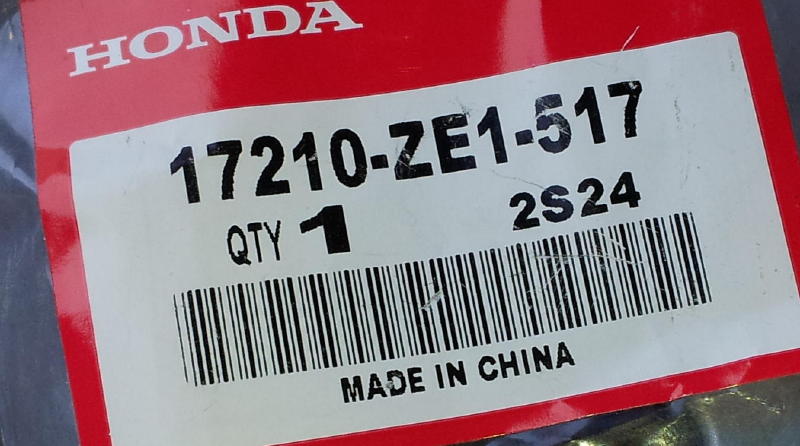 HONDA
17210-ZE1-517
QTY 1 2S24
MADE IN CHINA